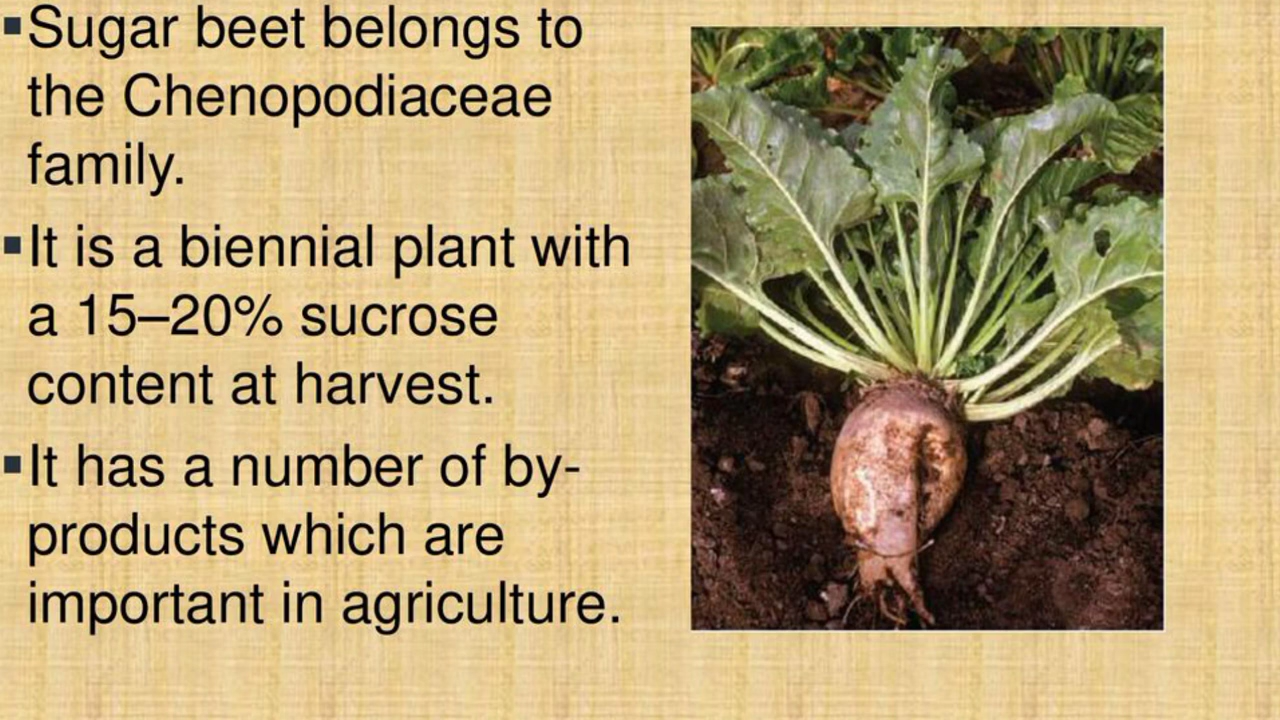 ▪Sugar beet belongs to
the Chenopodiaceae
family.
▪It is a biennial plant with
a 15–20% sucrose
content at harvest.
▪It has a number of by-
products which are
important in agriculture.